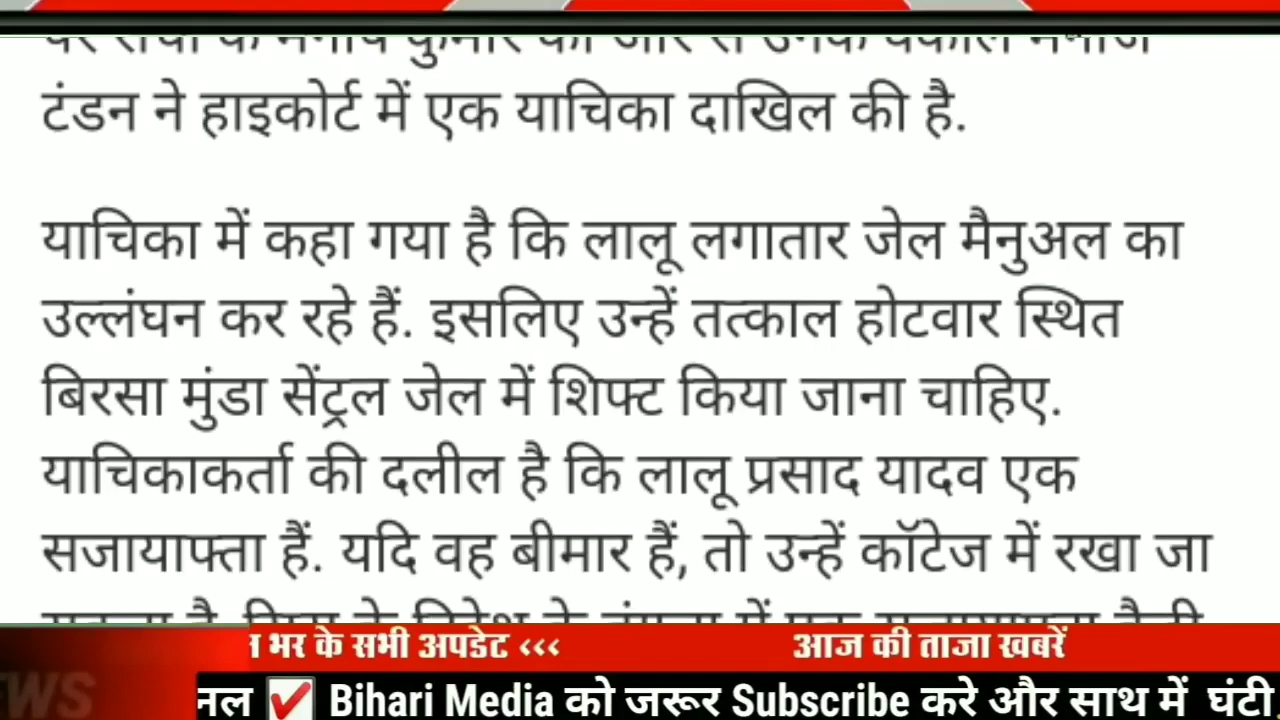 टंडन ने हाइकोर्ट में एक याचिका दाखिल की है.
याचिका में कहा गया है कि लालू लगातार जेल मैनुअल का
उल्लंघन कर रहे हैं. इसलिए उन्हें तत्काल होटवार स्थित
बिरसा मुंडा सेंट्रल जेल में शिफ्ट किया जाना चाहिए.
याचिकाकर्ता की दलील है कि लालू प्रसाद यादव एक
सजायाफ्ता हैं. यदि वह बीमार हैं, तो उन्हें कॉटेज में रखा जा
भर के सभी अपडेट ‹‹‹ आज की ताजा खबरें
नल ✔ Bihari Media को जरूर Subscribe करे और साथ में घंटी